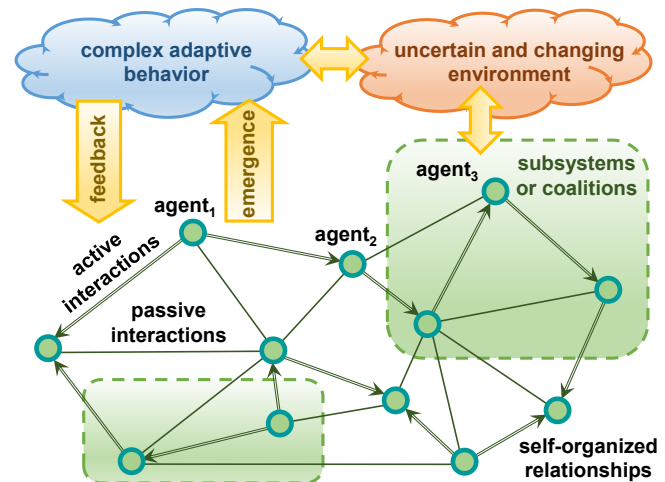 complex adaptive
behavior
uncertain and changing
environment
feedback
emergence
agent₃
subsystems
or coalitions
agent₁
agent₂
active
interactions
passive
interactions
self-organized
relationships